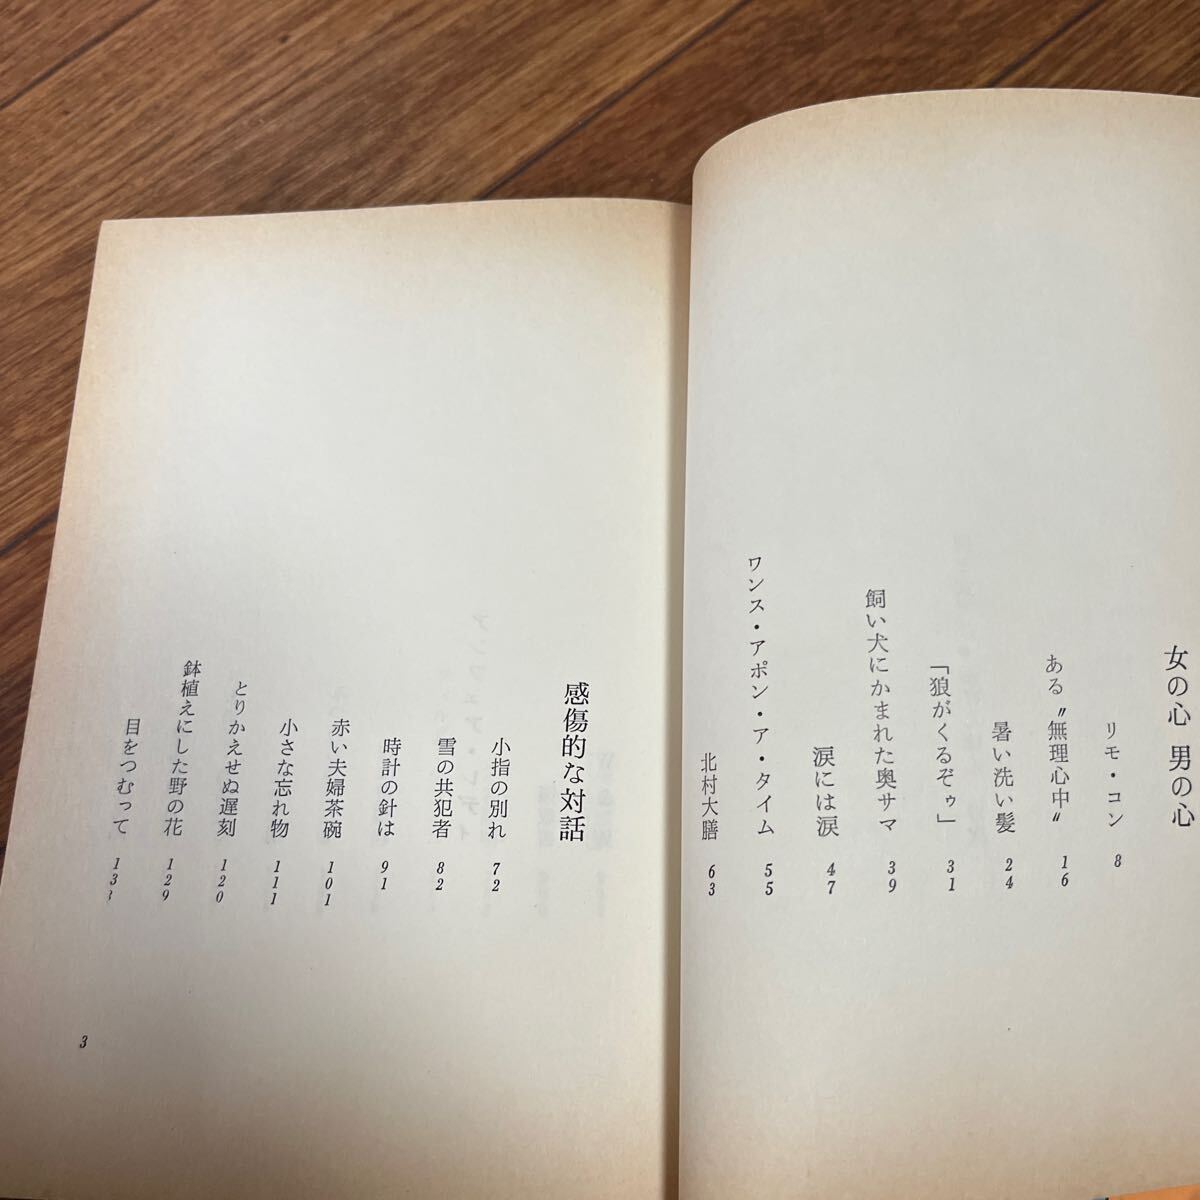 女の心 男の心
リモ・コン 8
ある〝無理心中〟 16
暑い洗い髪 24
「狼がくるぞゥ」 31
飼い犬にかまれた奥サマ 39
涙には涙 47
ワンス・アポン・ア・タイム 55
北村大膳 63
感傷的な対話
小指の別れ 72
雪の共犯者 82
時計の針は 91
赤い夫婦茶碗 101
小さな忘れ物 111
とりかえせぬ遅刻 120
鉢植えにした野の花 129
目をつむって
3